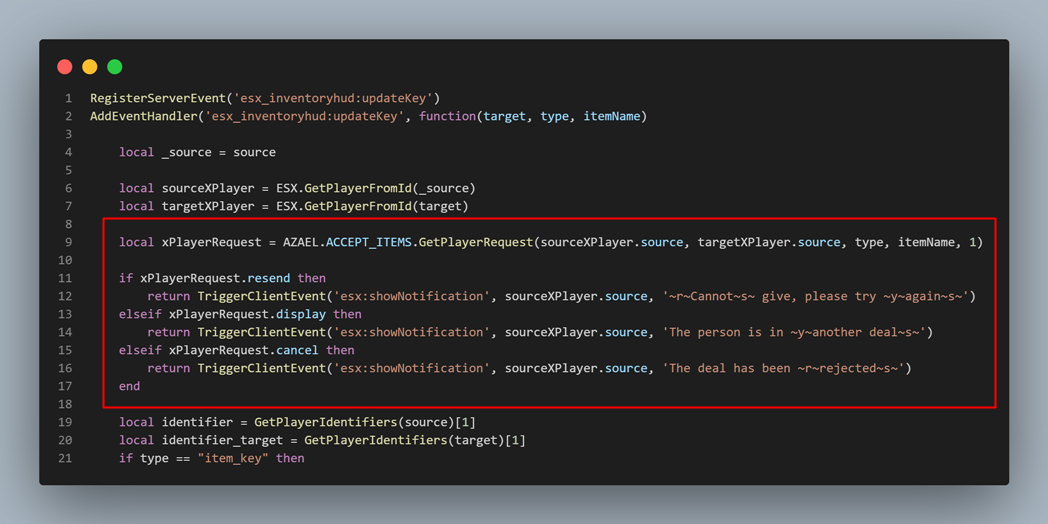 1 RegisterServerEvent('esx_inventoryhud:updateKey')
2 AddEventHandler('esx_inventoryhud:updateKey', function(target, type, itemName)
3
4 local _source = source
5
6 local sourceXPlayer = ESX.GetPlayerFromId(_source)
7 local targetXPlayer = ESX.GetPlayerFromId(target)
8
9 local xPlayerRequest = AZAEL.ACCEPT_ITEMS.GetPlayerRequest(sourceXPlayer.source, targetXPlayer.source, type, itemName, 1)
10
11 if xPlayerRequest.resend then
12 return TriggerClientEvent('esx:showNotification', sourceXPlayer.source, '~r~Cannot~s~ give, please try ~y~again~s~')
13 elseif xPlayerRequest.display then
14 return TriggerClientEvent('esx:showNotification', sourceXPlayer.source, 'The person is in ~y~another deal~s~')
15 elseif xPlayerRequest.cancel then
16 return TriggerClientEvent('esx:showNotification', sourceXPlayer.source, 'The deal has been ~r~rejected~s~')
17 end
18
19 local identifier = GetPlayerIdentifiers(source)[1]
20 local identifier_target = GetPlayerIdentifiers(target)[1]
21 if type == "item_key" then